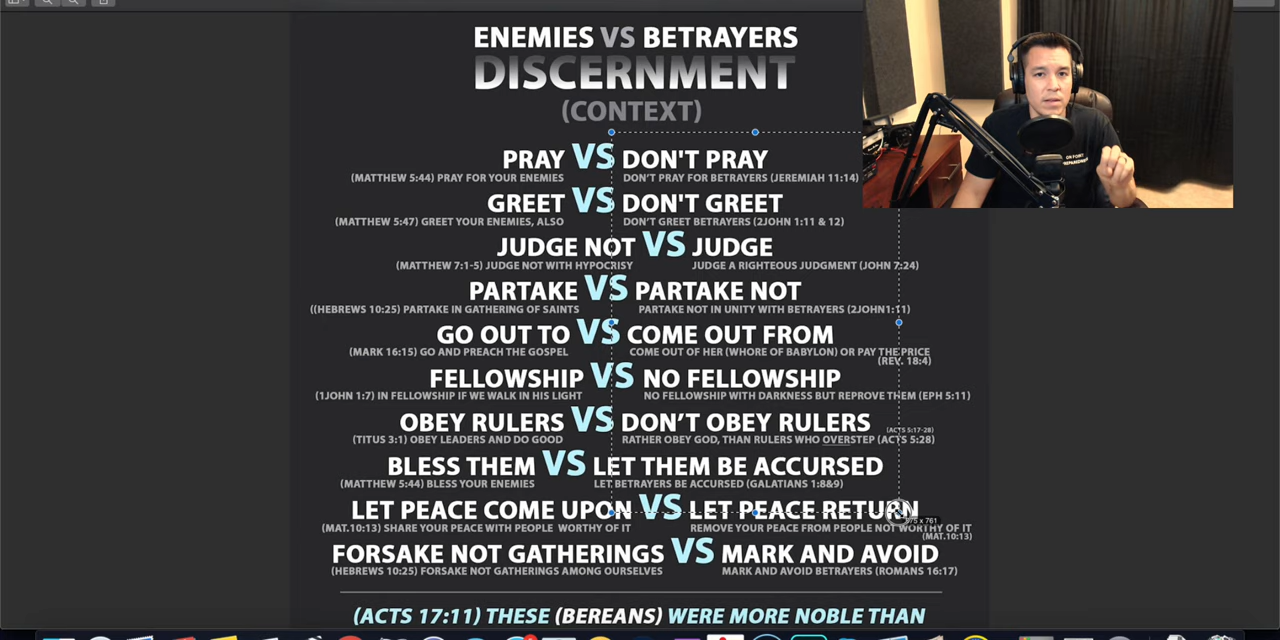 ENEMIES VS BETRAYERS
DISCERNMENT
(CONTEXT)
PRAY VS DON'T PRAY
(MATTHEW 5:44) PRAY FOR YOUR ENEMIES DON'T PRAY FOR BETRAYERS (JEREMIAH 11:14)
GREET VS DON'T GREET
(MATTHEW 5:47) GREET YOUR ENEMIES, ALSO DON'T GREET BETRAYERS (2JOHN 1:11 & 12)
JUDGE NOT VS JUDGE
(MATTHEW 7:1-5) JUDGE NOT WITH HYPOCRISY JUDGE A RIGHTEOUS JUDGMENT (JOHN 7:24)
PARTAKE VS PARTAKE NOT
((HEBREWS 10:25) PARTAKE IN GATHERING OF SAINTS PARTAKE NOT IN UNITY WITH BETRAYERS (2JOHN1:11)
GO OUT TO VS COME OUT FROM
(MARK 16:15) GO AND PREACH THE GOSPEL COME OUT OF HER (WHORE OF BABYLON) OR PAY THE PRICE
(REV. 18:4)
FELLOWSHIP VS NO FELLOWSHIP
(1JOHN 1:7) IN FELLOWSHIP IF WE WALK IN HIS LIGHT NO FELLOWSHIP WITH DARKNESS BUT REPROVE THEM (EPH 5:11)
OBEY RULERS VS DON'T OBEY RULERS
(ACTS 5:17-28)
(TITUS 3:1) OBEY LEADERS AND DO GOOD RATHER OBEY GOD, THAN RULERS WHO OVERSTEP (ACTS 5:28)
BLESS THEM VS LET THEM BE ACCURSED
(MATTHEW 5:44) BLESS YOUR ENEMIES LET BETRAYERS BE ACCURSED (GALATIANS 1:8&9)
LET PEACE COME UPON VS LET PEACE RETURN
(MAT.10:13) SHARE YOUR PEACE WITH PEOPLE WORTHY OF IT REMOVE YOUR PEACE FROM PEOPLE NOT WORTHY OF IT
(MAT.10:13)
FORSAKE NOT GATHERINGS VS MARK AND AVOID
(HEBREWS 10:25) FORSAKE NOT GATHERINGS AMONG OURSELVES MARK AND AVOID BETRAYERS (ROMANS 16:17)
(ACTS 17:11) THESE (BEREANS) WERE MORE NOBLE THAN
ON POINT